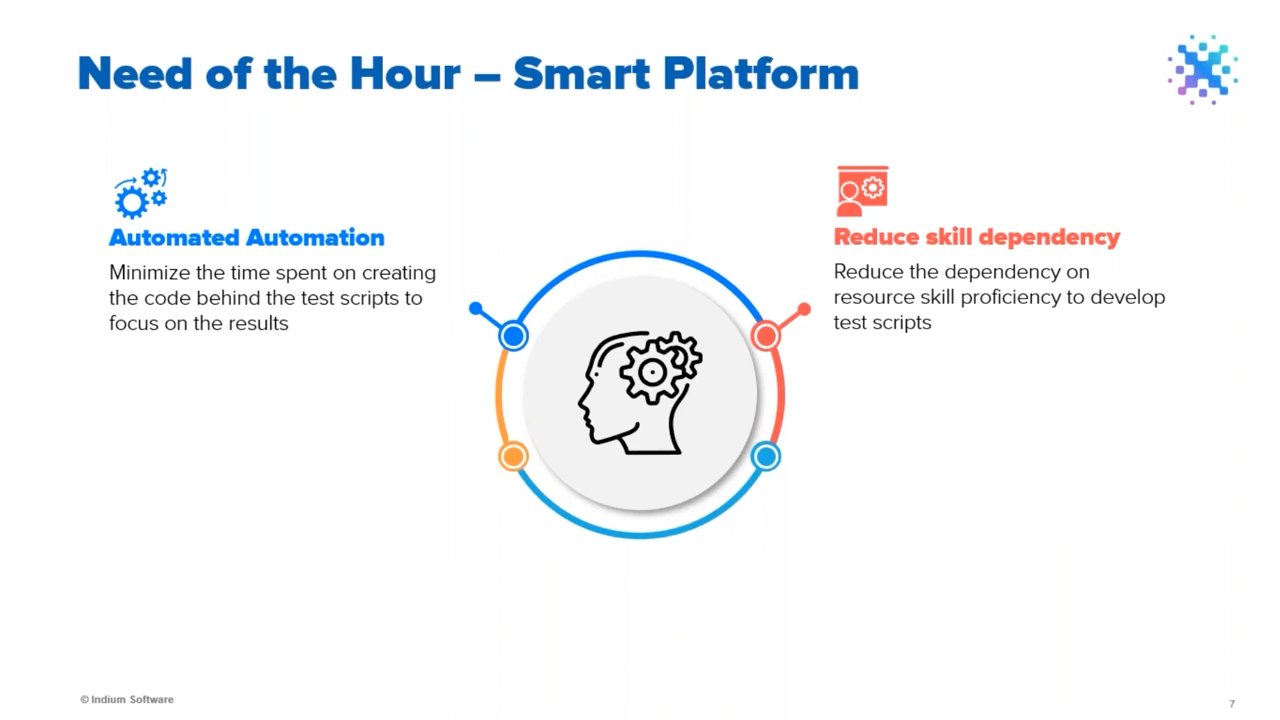 Need of the Hour – Smart Platform
Automated Automation
Minimize the time spent on creating
the code behind the test scripts to
focus on the results
Reduce skill dependency
Reduce the dependency on
resource skill proficiency to develop
test scripts
© Indium Software
7